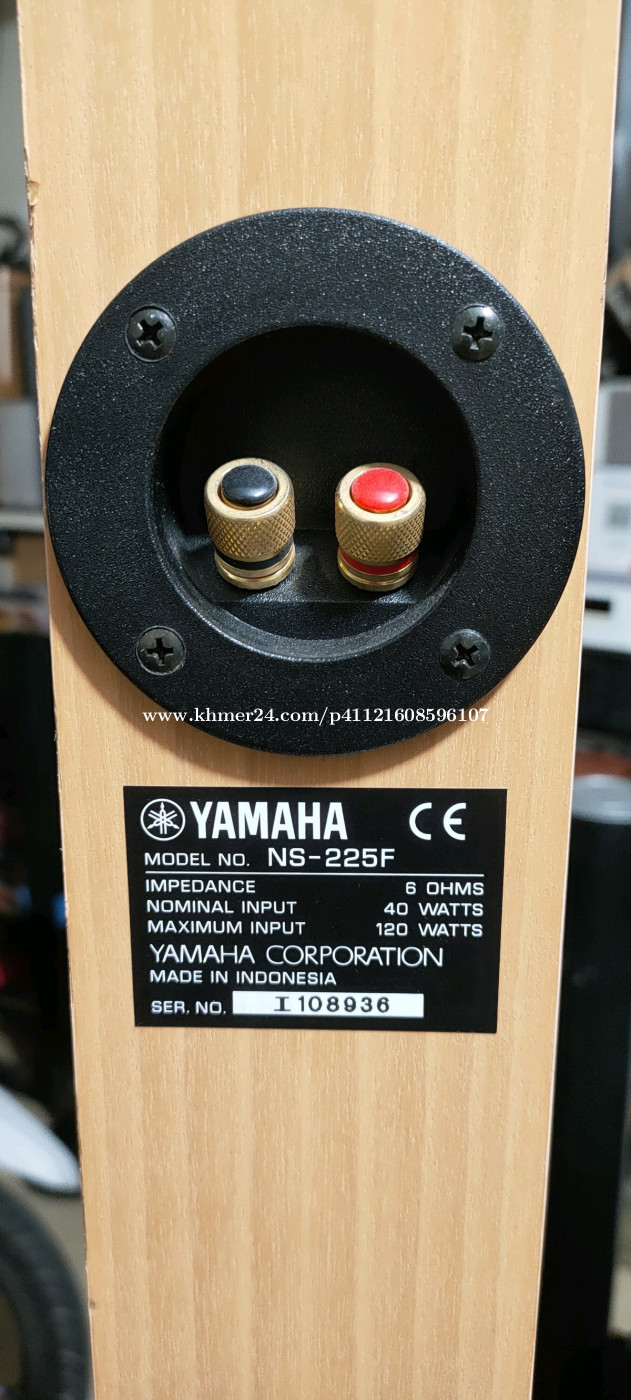 www.khmer24.com/p41121608596107
YAMAHA CE
MODEL NO. NS-225F
IMPEDANCE 6 OHMS
NOMINAL INPUT 40 WATTS
MAXIMUM INPUT 120 WATTS
YAMAHA CORPORATION
MADE IN INDONESIA
SER. NO. I108936